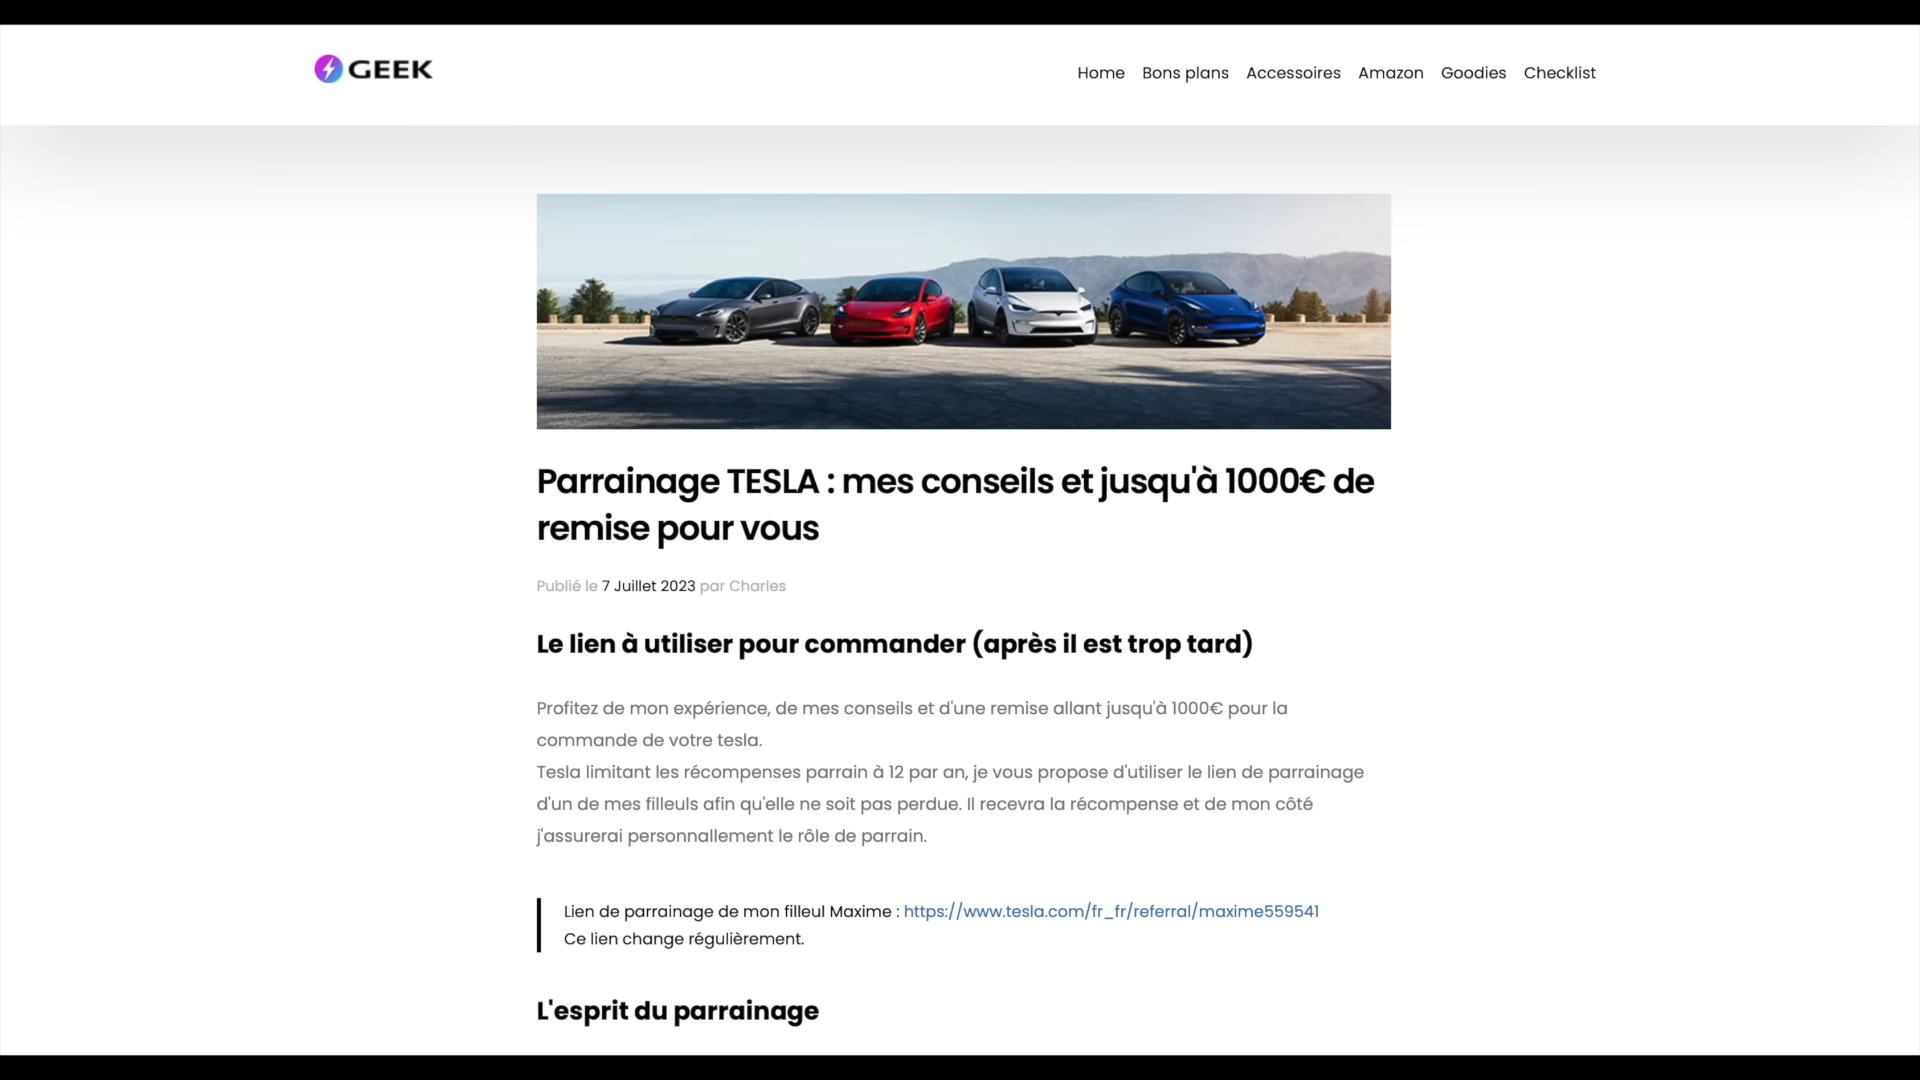 GEEK
Home Bons plans Accessoires Amazon Goodies Checklist
Parrainage TESLA : mes conseils et jusqu'à 1000€ de
remise pour vous
Publié le 7 Juillet 2023 par Charles
Le lien à utiliser pour commander (après il est trop tard)
Profitez de mon expérience, de mes conseils et d'une remise allant jusqu'à 1000€ pour la
commande de votre tesla.
Tesla limitant les récompenses parrain à 12 par an, je vous propose d'utiliser le lien de parrainage
d'un de mes filleuls afin qu'elle ne soit pas perdue. Il recevra la récompense et de mon côté
j'assurerai personnallement le rôle de parrain.
Lien de parrainage de mon filleul Maxime : https://www.tesla.com/fr_fr/referral/maxime559541
Ce lien change régulièrement.
L'esprit du parrainage